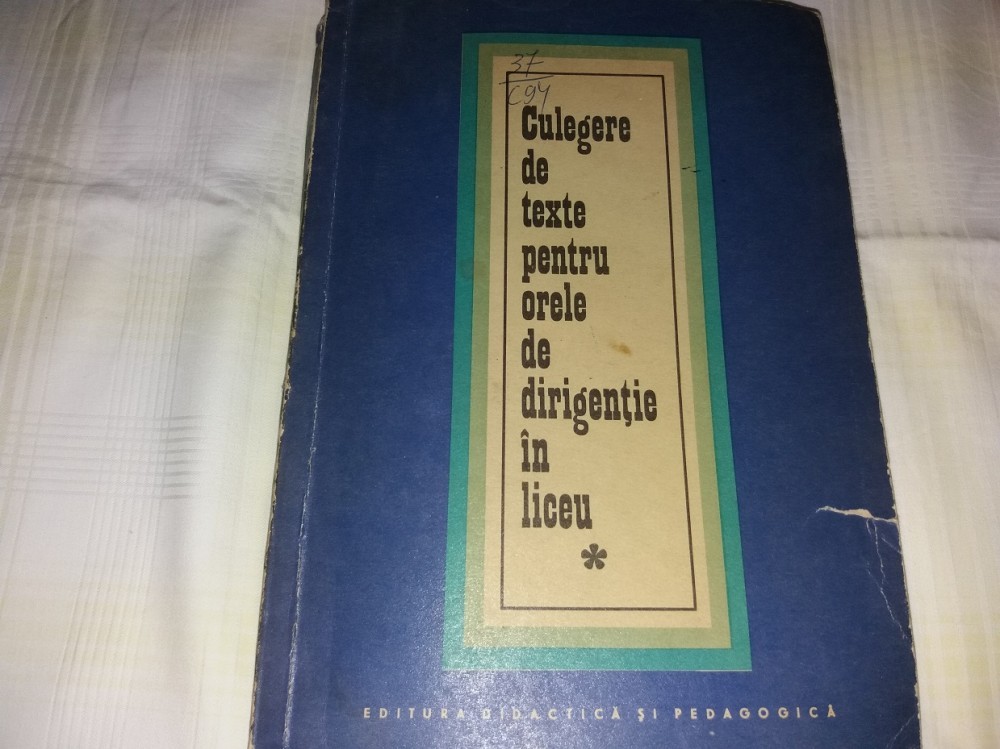 37
C94
Culegere
de
texte
pentru
orele
de
dirigenție
în
liceu
*
EDITURA DIDACTICĂ ȘI PEDAGOGICĂ